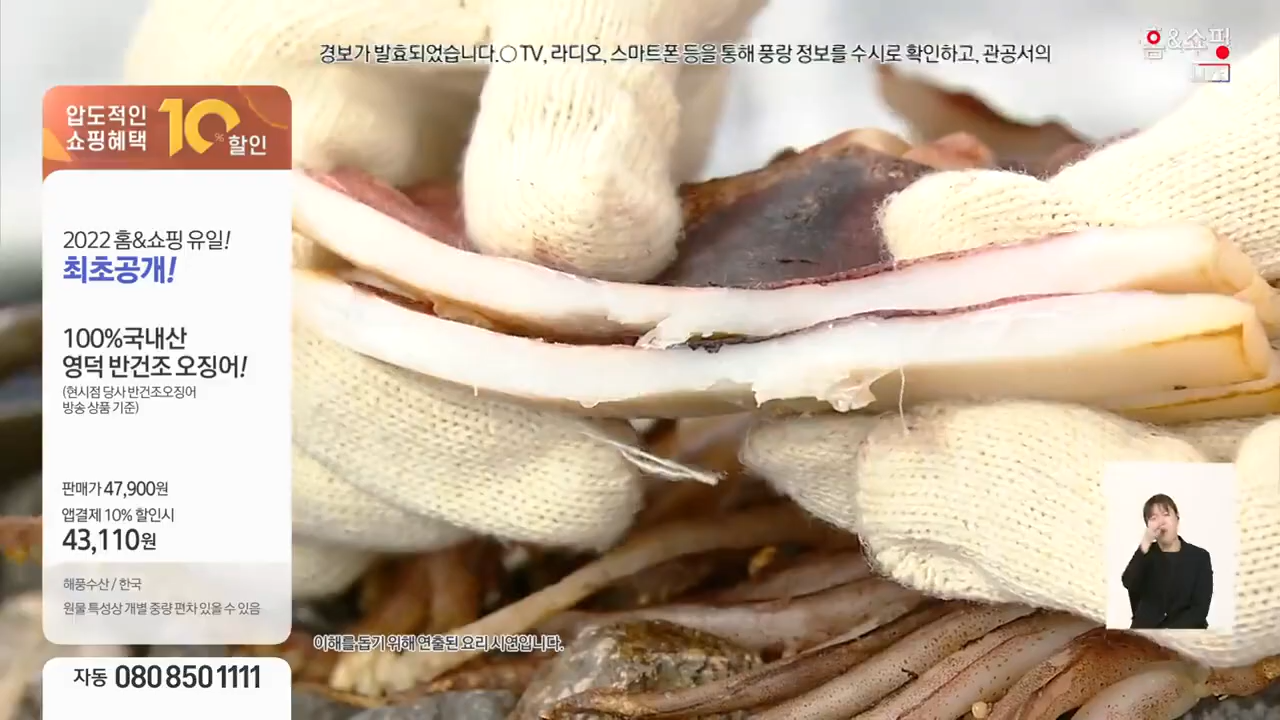 경보가 발효되었습니다.○ TV, 라디오, 스마트폰 등을 통해 풍랑 정보를 수시로 확인하고, 관공서의
홈&쇼핑
압도적인
쇼핑혜택
10% 할인
2022 홈&쇼핑 유일!
최초공개!
100%국내산
영덕 반건조 오징어!
(현시점 당사 반건조오징어
방송 상품 기준)
판매가 47,900원
앱결제 10% 할인시
43,110원
해풍수산 / 한국
원물 특성상 개별 중량 편차 있을 수 있음
이해를 돕기 위해 연출된 요리 시연입니다.
자동 080 850 1111